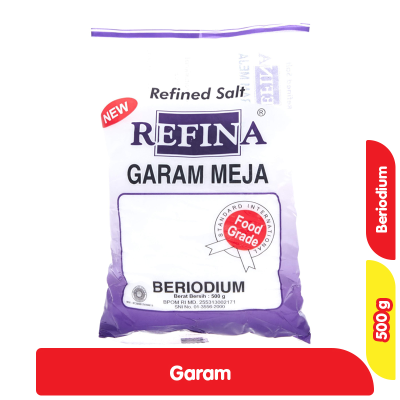 Refined Salt
NEW
REFINA®
GARAM MEJA
STANDARD INTERNATIONAL
Food
Grade
BERIODIUM
Berat Bersih : 500 g
Beriodium
500 g
Garam